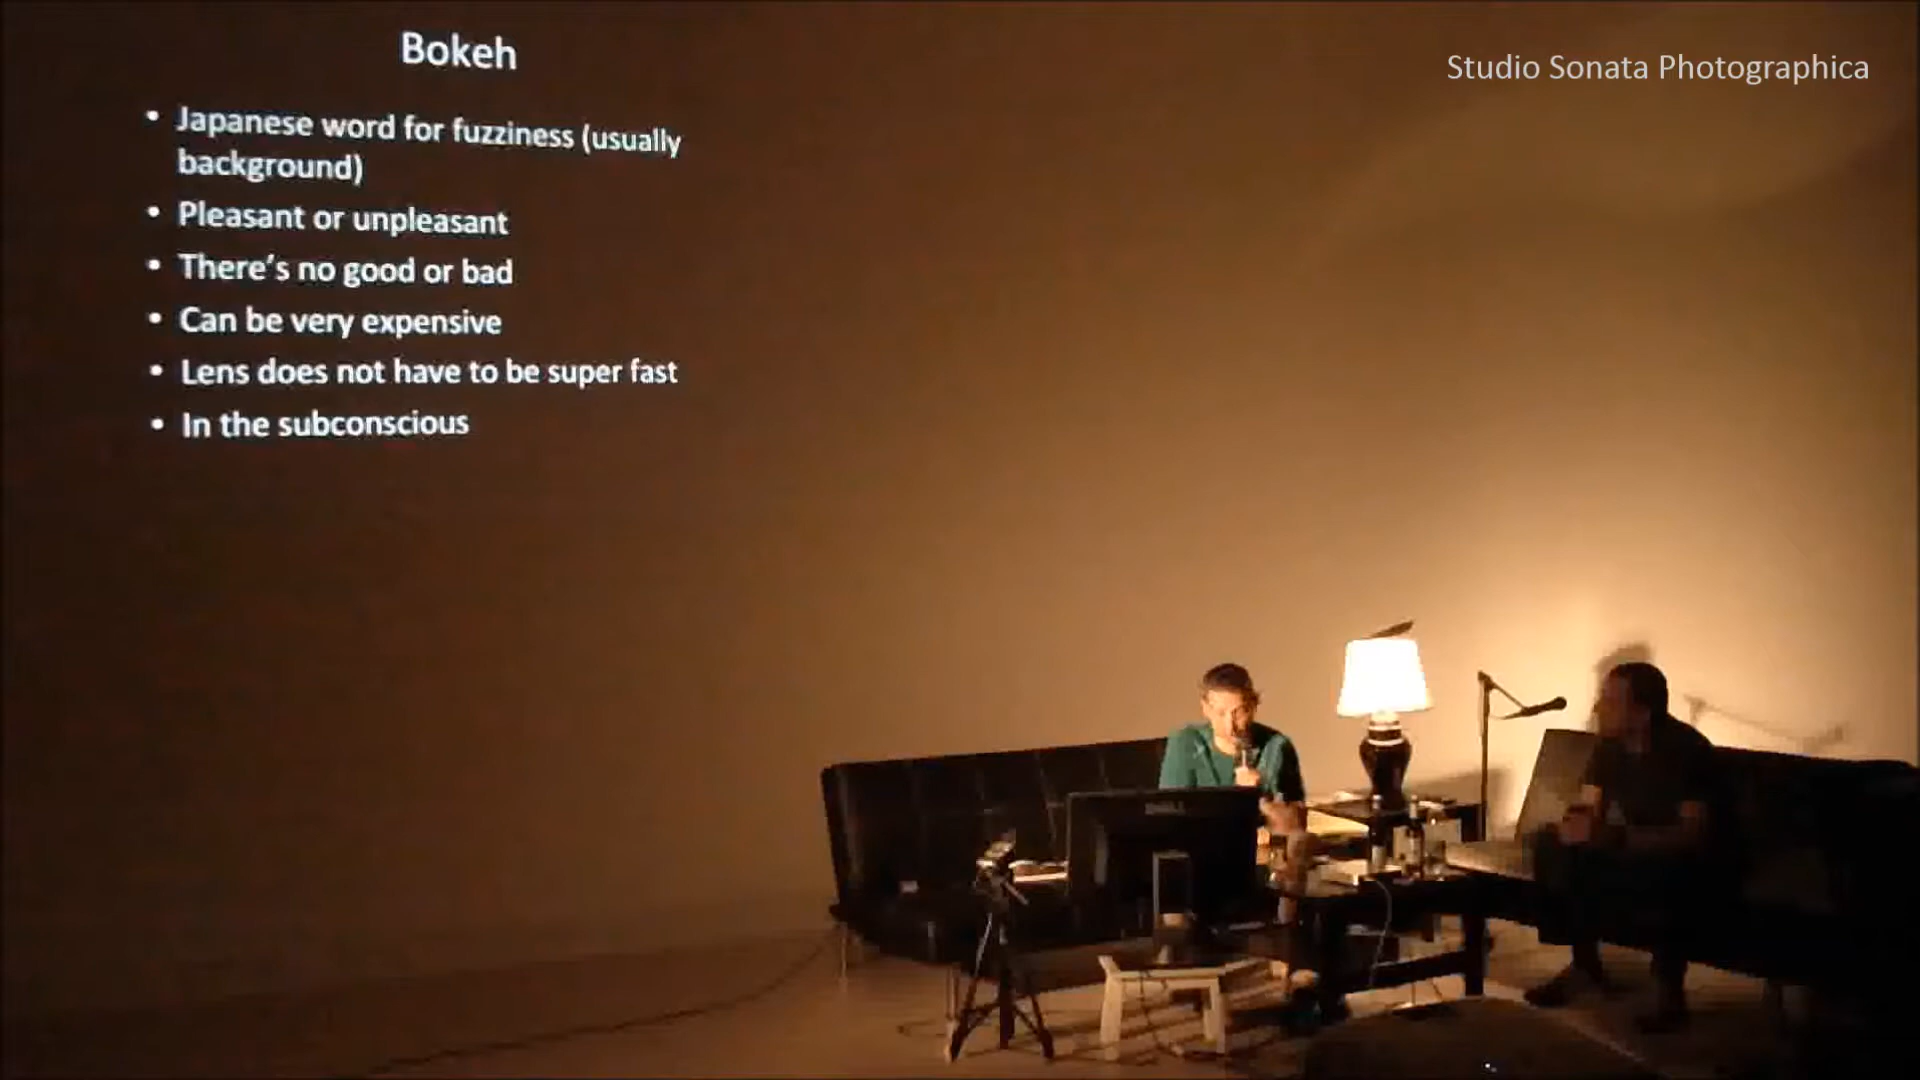 Bokeh
Studio Sonata Photographica
• Japanese word for fuzziness (usually
background)
• Pleasant or unpleasant
• There's no good or bad
• Can be very expensive
• Lens does not have to be super fast
• In the subconscious
DELL